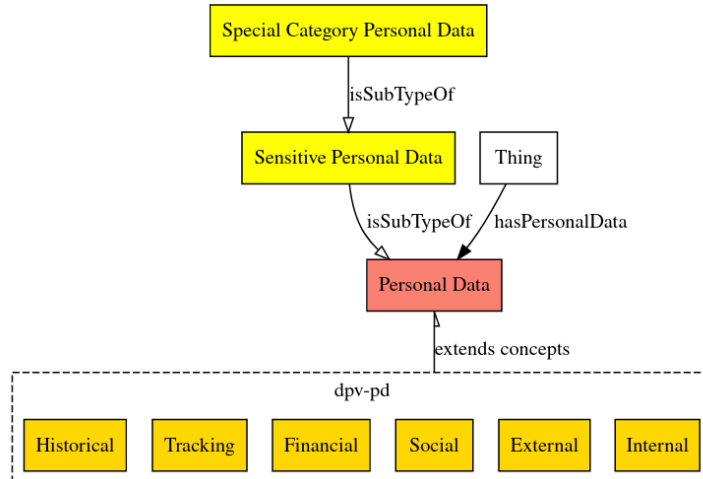 Special Category Personal Data
isSubTypeOf
Sensitive Personal Data
Thing
isSubTypeOf
hasPersonalData
Personal Data
extends concepts
dpv-pd
Historical
Tracking
Financial
Social
External
Internal